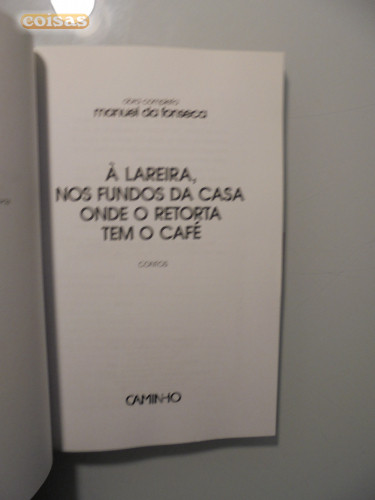 coisas
obra completa
manuel da fonseca
À LAREIRA,
NOS FUNDOS DA CASA
ONDE O RETORTA
TEM O CAFÉ
CONTOS
CAMINHO